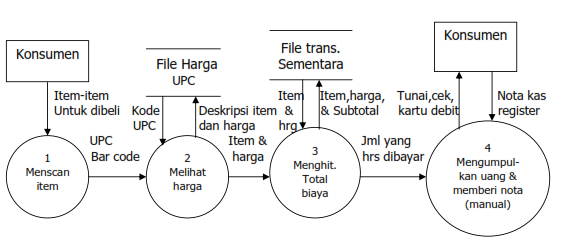 Konsumen
File Harga
UPC
File trans.
Sementara
Konsumen
Item-item
Untuk dibeli
Kode
UPC
Deskripsi item
dan harga
Item
&
hrg
Item,harga,
& Subtotal
Tunai,cek,
kartu debit
Nota kas
register
UPC
Bar code
Item &
harga
Jml yang
hrs dibayar
1
Menscan
item
2
Melihat
harga
3
Menghit.
Total
biaya
4
Mengumpul-
kan uang &
memberi nota
(manual)